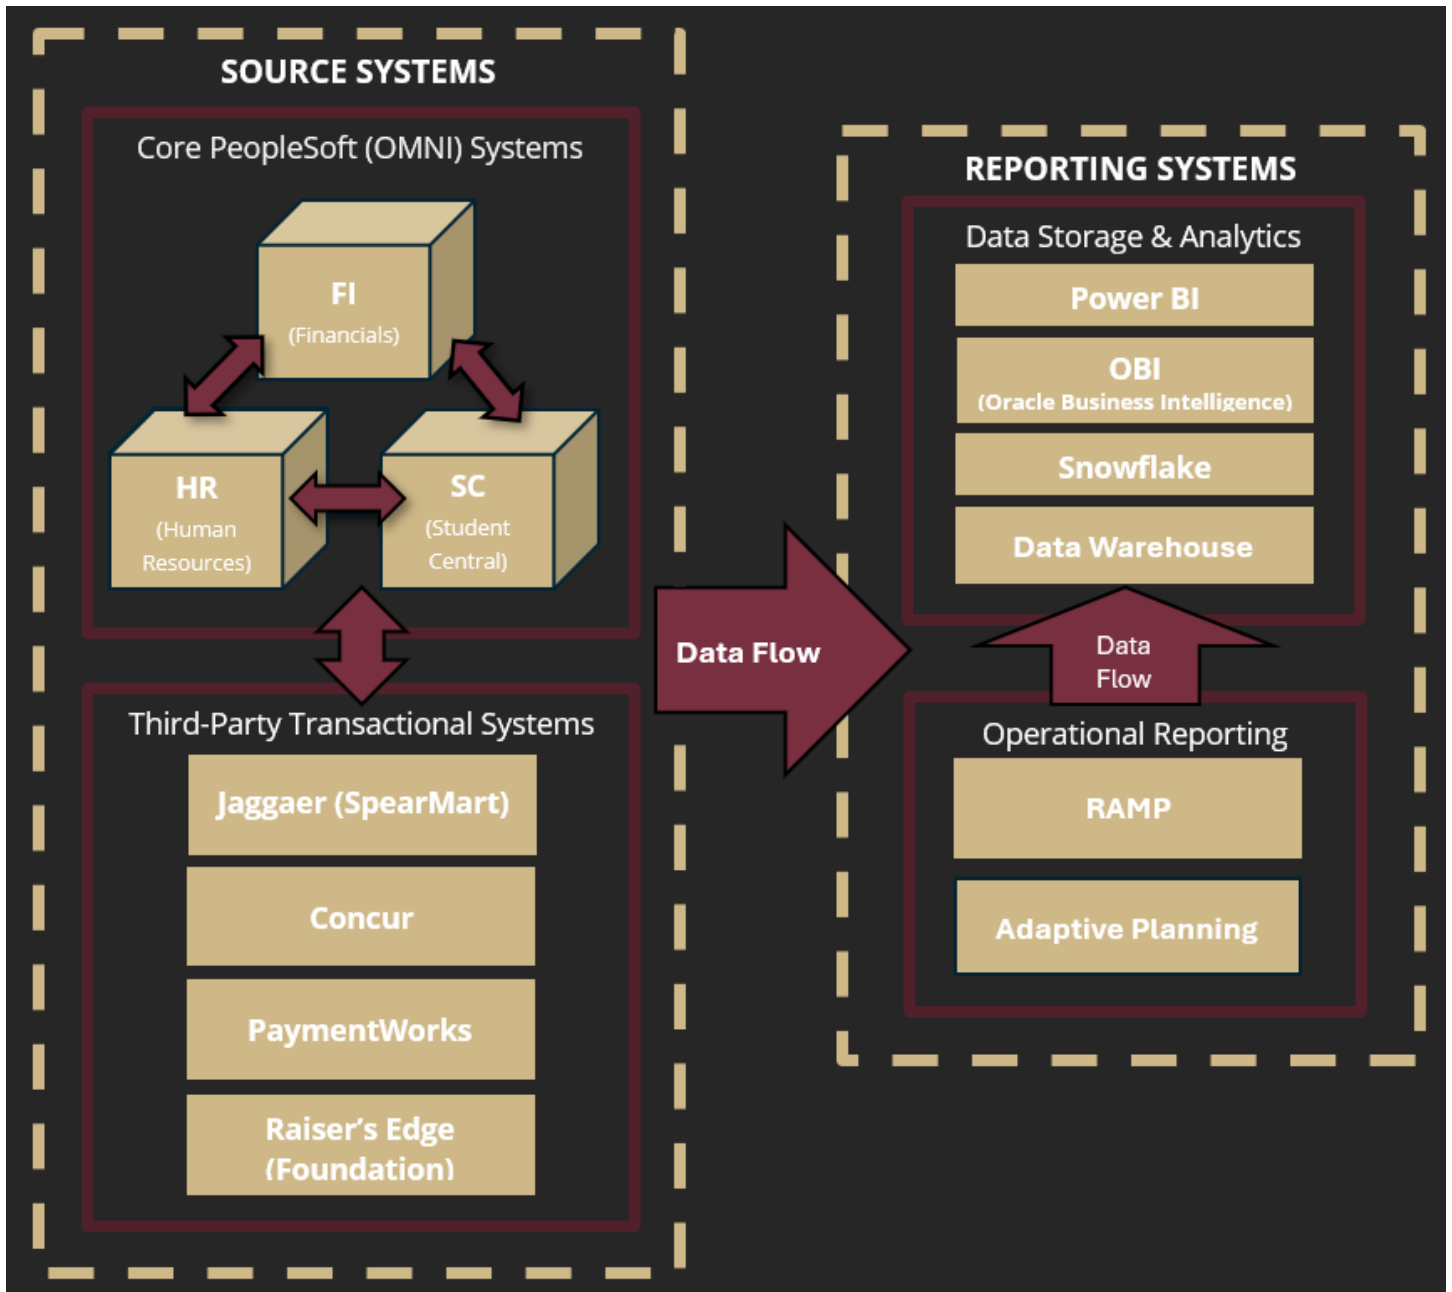 SOURCE SYSTEMS
Core PeopleSoft (OMNI) Systems
FI
(Financials)
HR
(Human
Resources)
SC
(Student
Central)
Third-Party Transactional Systems
Jaggaer (SpearMart)
Concur
PaymentWorks
Raiser’s Edge
(Foundation)
Data Flow
REPORTING SYSTEMS
Data Storage & Analytics
Power BI
OBI
(Oracle Business Intelligence)
Snowflake
Data Warehouse
Data
Flow
Operational Reporting
RAMP
Adaptive Planning